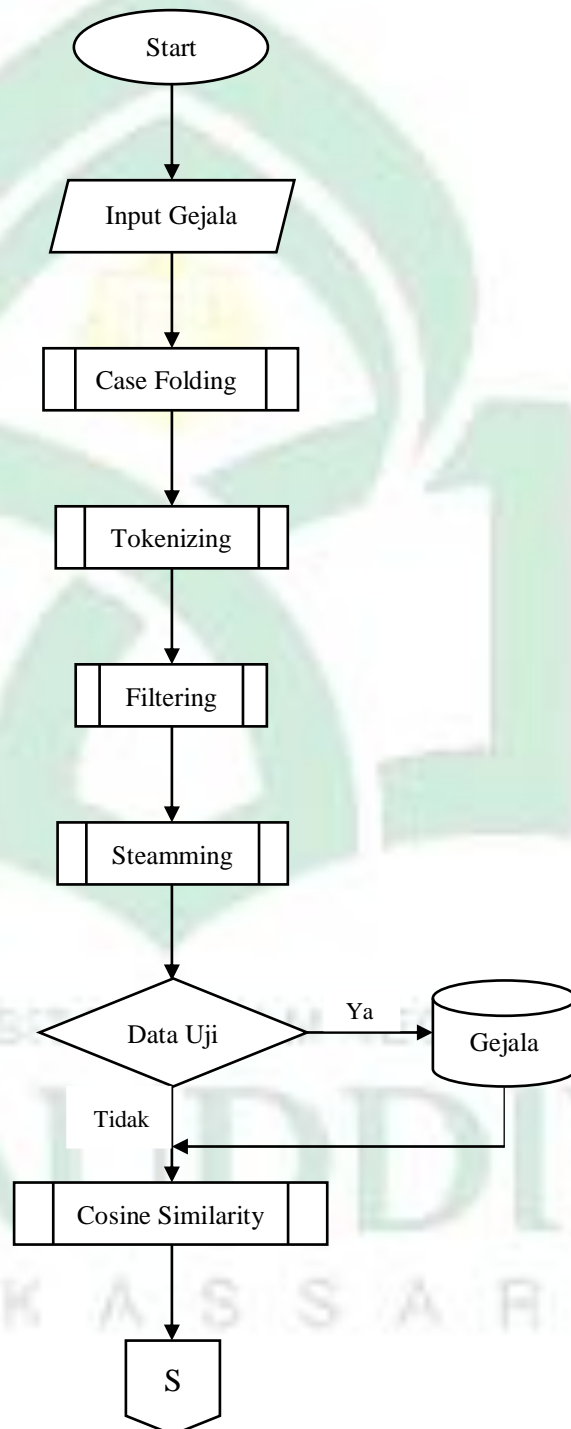 Start
Input Gejala
Case Folding
Tokenizing
Filtering
Steamming
Data Uji
Ya
Gejala
Tidak
Cosine Similarity
K A S S A R
S